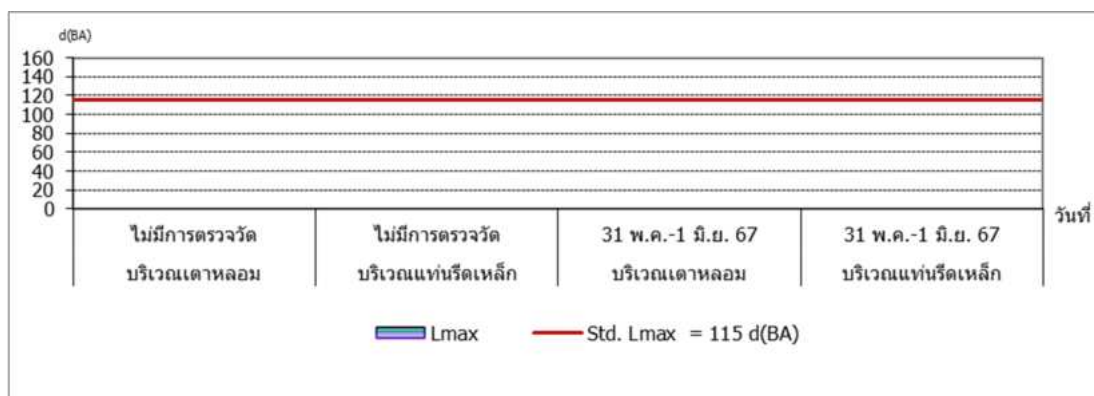 d(BA)
160
140
120
100
80
60
40
20
0
วันที่
ไม่มีการตรวจวัด ไม่มีการตรวจวัด 31 พ.ค.-1 มิ.ย. 67 31 พ.ค.-1 มิ.ย. 67
บริเวณเตาหลอม บริเวณแท่นรีดเหล็ก บริเวณเตาหลอม บริเวณแท่นรีดเหล็ก
Lmax Std. Lmax = 115 d(BA)